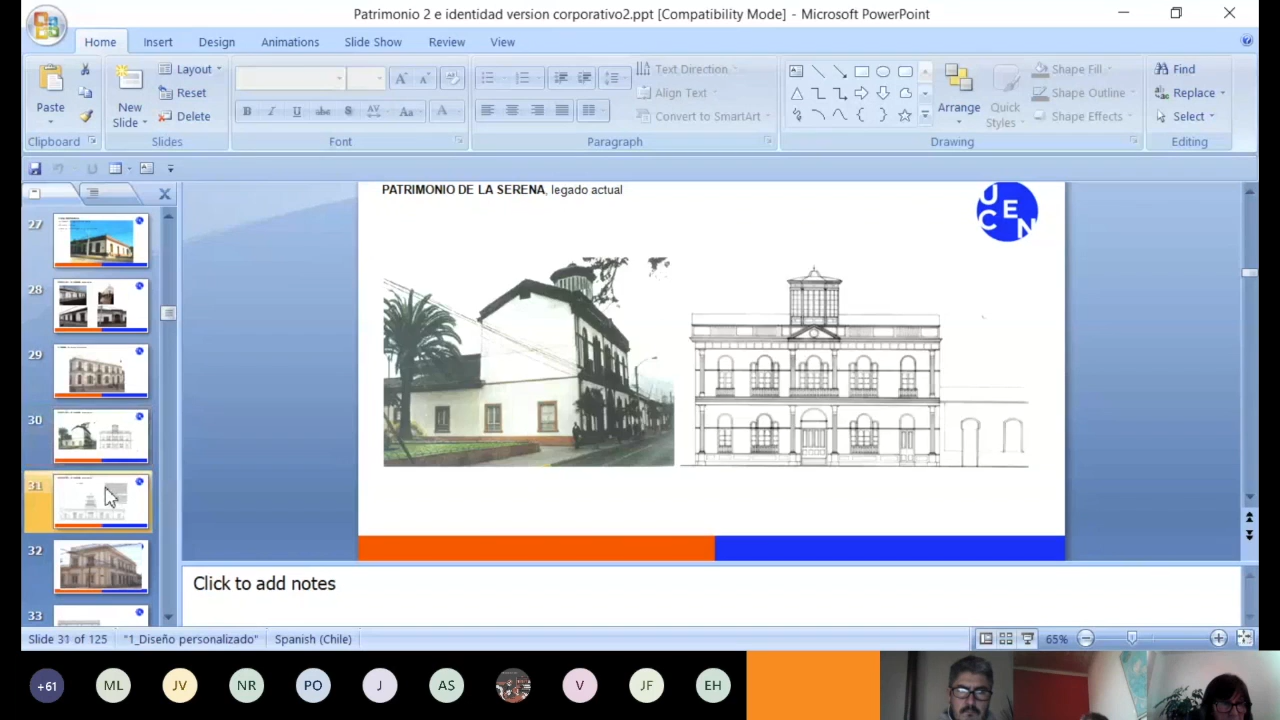 Patrimonio 2 e identidad version corporativo2.ppt [Compatibility Mode] - Microsoft PowerPoint
Home Insert Design Animations Slide Show Review View
Paste
Clipboard
New
Slide
Layout
Reset
Delete
Slides
B I U abc S AV Aa A
Font
Text Direction
Align Text
Convert to SmartArt
Paragraph
Arrange
Quick
Styles
Shape Fill
Shape Outline
Shape Effects
Drawing
Find
Replace
Select
Editing
27
28
29
30
31
32
33
PATRIMONIO DE LA SERENA, legado actual
U
C E
N
Click to add notes
Slide 31 of 125 "1_Diseño personalizado" Spanish (Chile) 65%
+61 ML JV NR PO J AS V JF EH